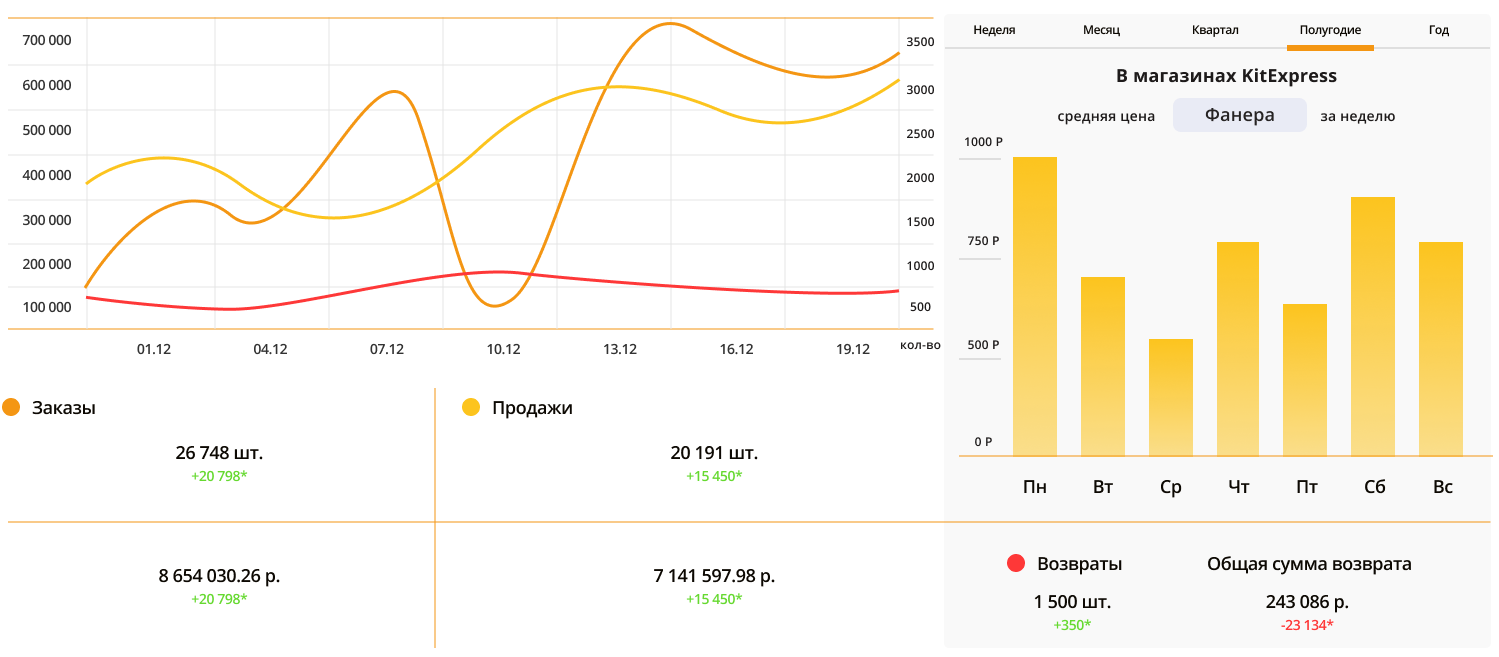 700 000
600 000
500 000
400 000
300 000
200 000
100 000
3500
3000
2500
2000
1500
1000
500
01.12 04.12 07.12 10.12 13.12 16.12 19.12 кол-во
Заказы
26 748 шт.
+20 798*
Продажи
20 191 шт.
+15 450*
8 654 030.26 р.
+20 798*
7 141 597.98 р.
+15 450*
Неделя Месяц Квартал Полугодие Год
В магазинах KitExpress
средняя цена Фанера за неделю
1000 Р
750 Р
500 Р
0 Р
Пн Вт Ср Чт Пт Сб Вс
Возвраты
1 500 шт.
+350*
Общая сумма возврата
243 086 р.
-23 134*